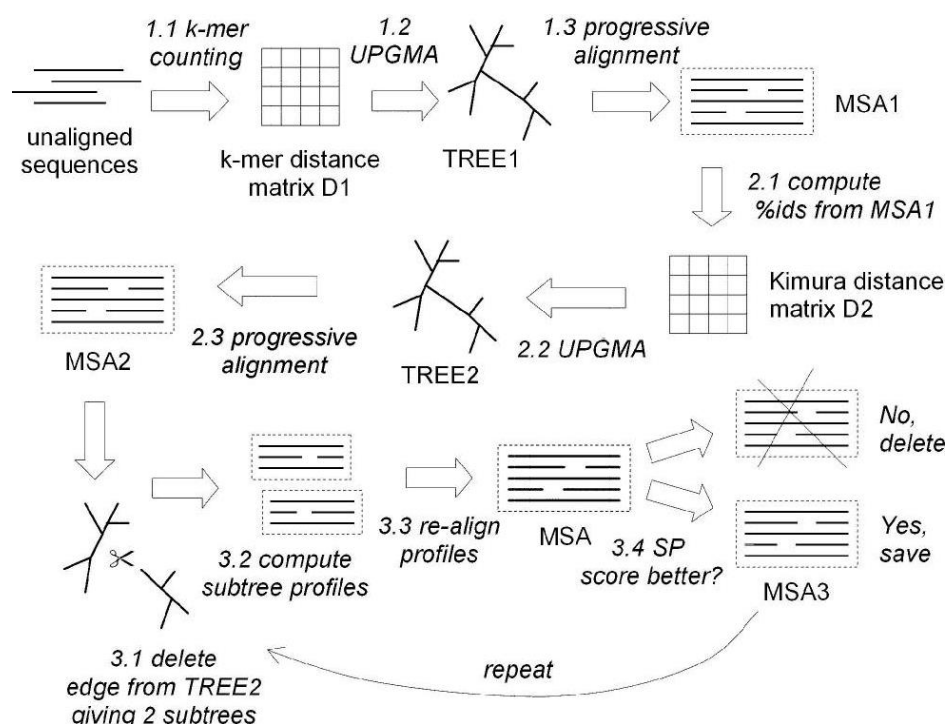 1.1 k-mer
counting
1.2
UPGMA
1.3 progressive
alignment
unaligned
sequences
k-mer distance
matrix D1
TREE1
MSA1
2.1 compute
%ids from MSA1
Kimura distance
matrix D2
2.2 UPGMA
TREE2
2.3 progressive
alignment
MSA2
3.1 delete
edge from TREE2
giving 2 subtrees
3.2 compute
subtree profiles
3.3 re-align
profiles
MSA
3.4 SP
score better?
No,
delete
Yes,
save
MSA3
repeat